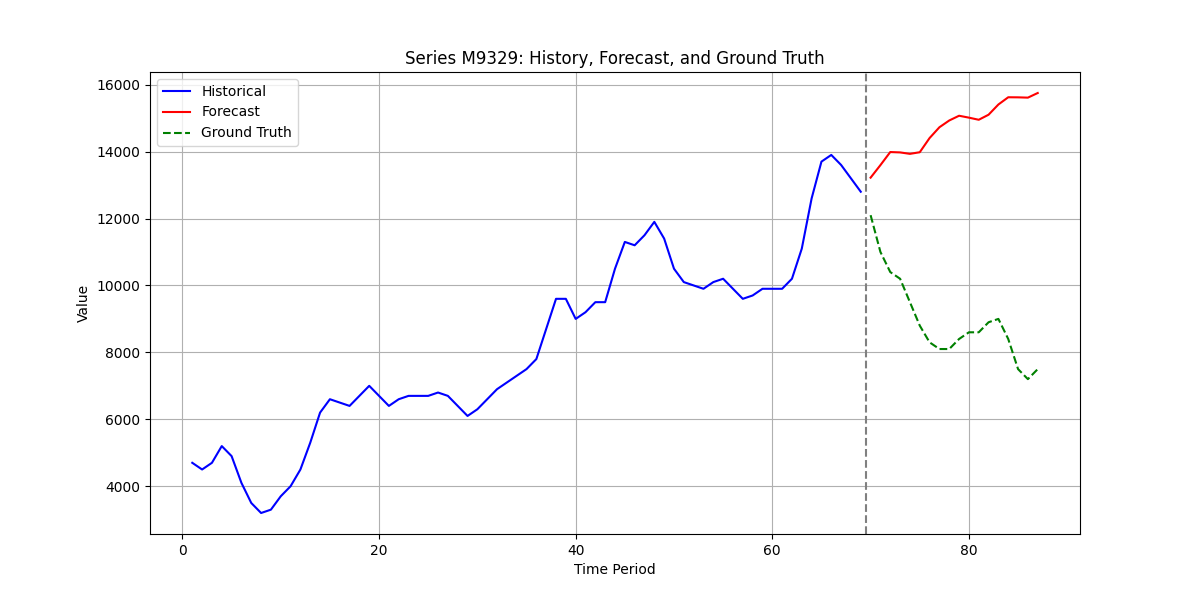 Series M9329: History, Forecast, and Ground Truth
Historical
Forecast
Ground Truth
Value
16000
14000
12000
10000
8000
6000
4000
0 20 40 60 80
Time Period